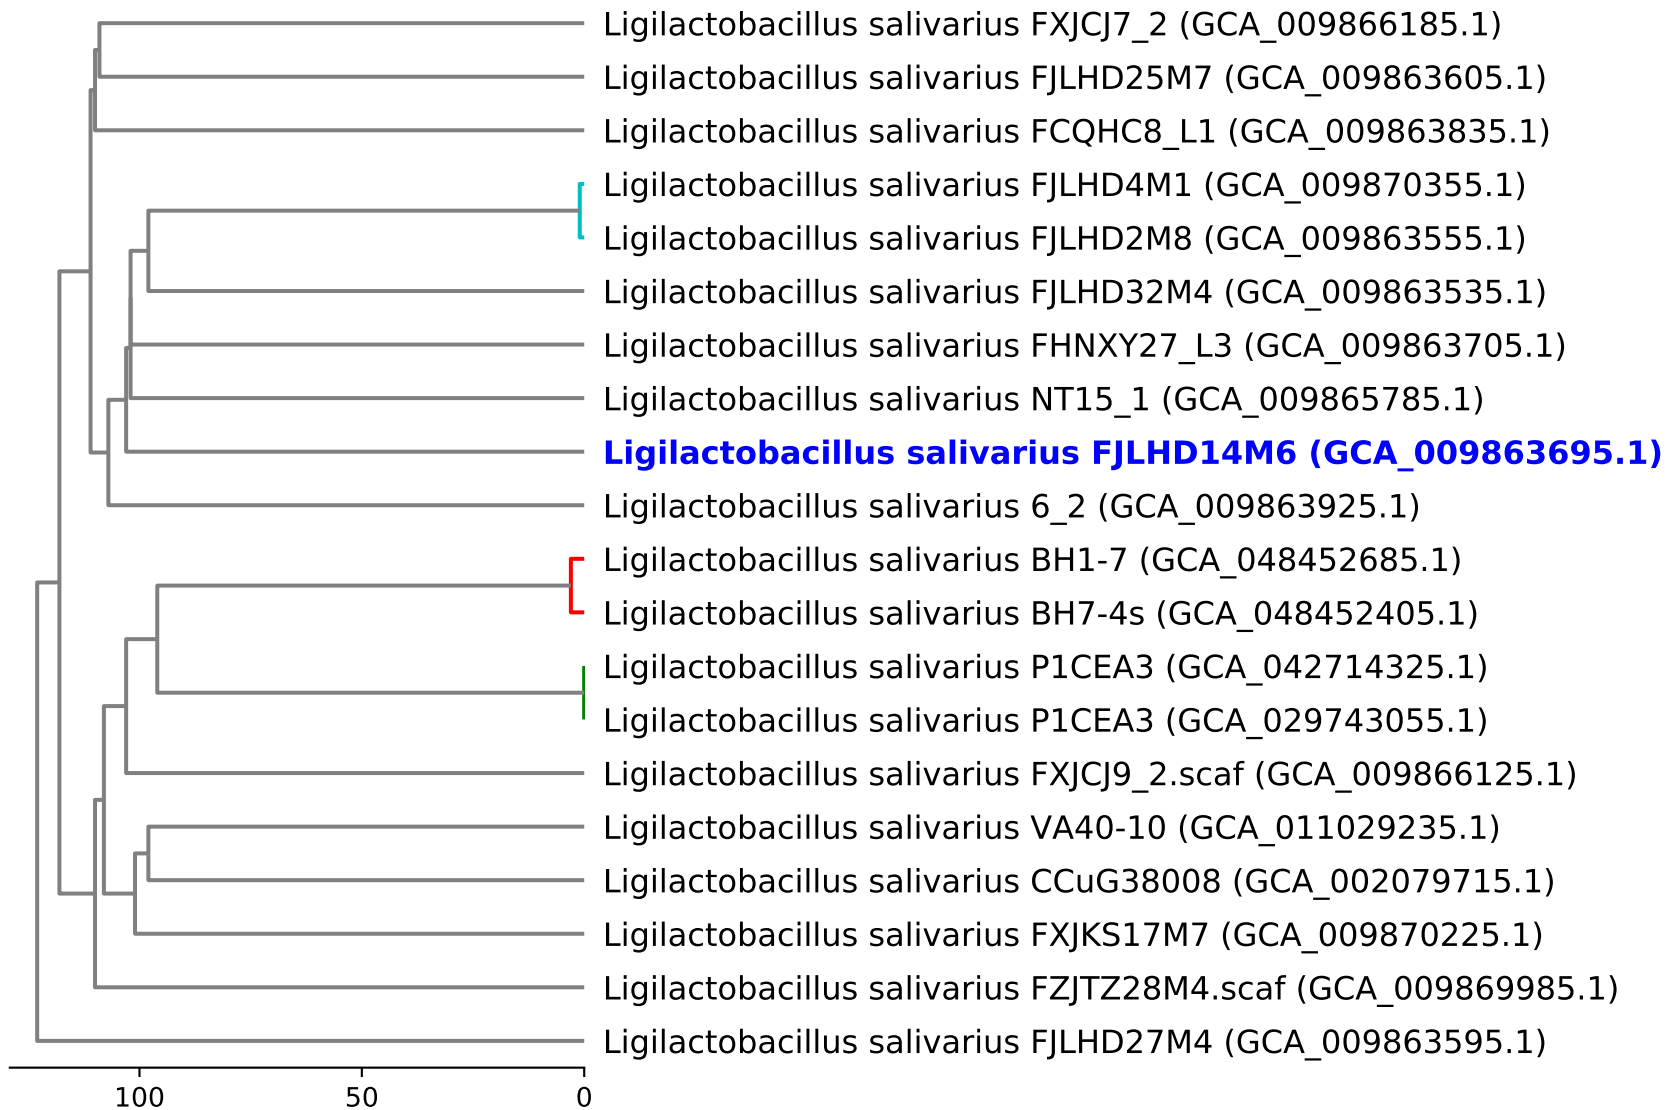 Ligilactobacillus salivarius FXJCJ7_2 (GCA_009866185.1)
Ligilactobacillus salivarius FJLHD25M7 (GCA_009863605.1)
Ligilactobacillus salivarius FCQHC8_L1 (GCA_009863835.1)
Ligilactobacillus salivarius FJLHD4M1 (GCA_009870355.1)
Ligilactobacillus salivarius FJLHD2M8 (GCA_009863555.1)
Ligilactobacillus salivarius FJLHD32M4 (GCA_009863535.1)
Ligilactobacillus salivarius FHNXY27_L3 (GCA_009863705.1)
Ligilactobacillus salivarius NT15_1 (GCA_009865785.1)
Ligilactobacillus salivarius FJLHD14M6 (GCA_009863695.1)
Ligilactobacillus salivarius 6_2 (GCA_009863925.1)
Ligilactobacillus salivarius BH1-7 (GCA_048452685.1)
Ligilactobacillus salivarius BH7-4s (GCA_048452405.1)
Ligilactobacillus salivarius P1CEA3 (GCA_042714325.1)
Ligilactobacillus salivarius P1CEA3 (GCA_029743055.1)
Ligilactobacillus salivarius FXJCJ9_2.scaf (GCA_009866125.1)
Ligilactobacillus salivarius VA40-10 (GCA_011029235.1)
Ligilactobacillus salivarius CCuG38008 (GCA_002079715.1)
Ligilactobacillus salivarius FXJKS17M7 (GCA_009870225.1)
Ligilactobacillus salivarius FZJTZ28M4.scaf (GCA_009869985.1)
Ligilactobacillus salivarius FJLHD27M4 (GCA_009863595.1)
100 50 0